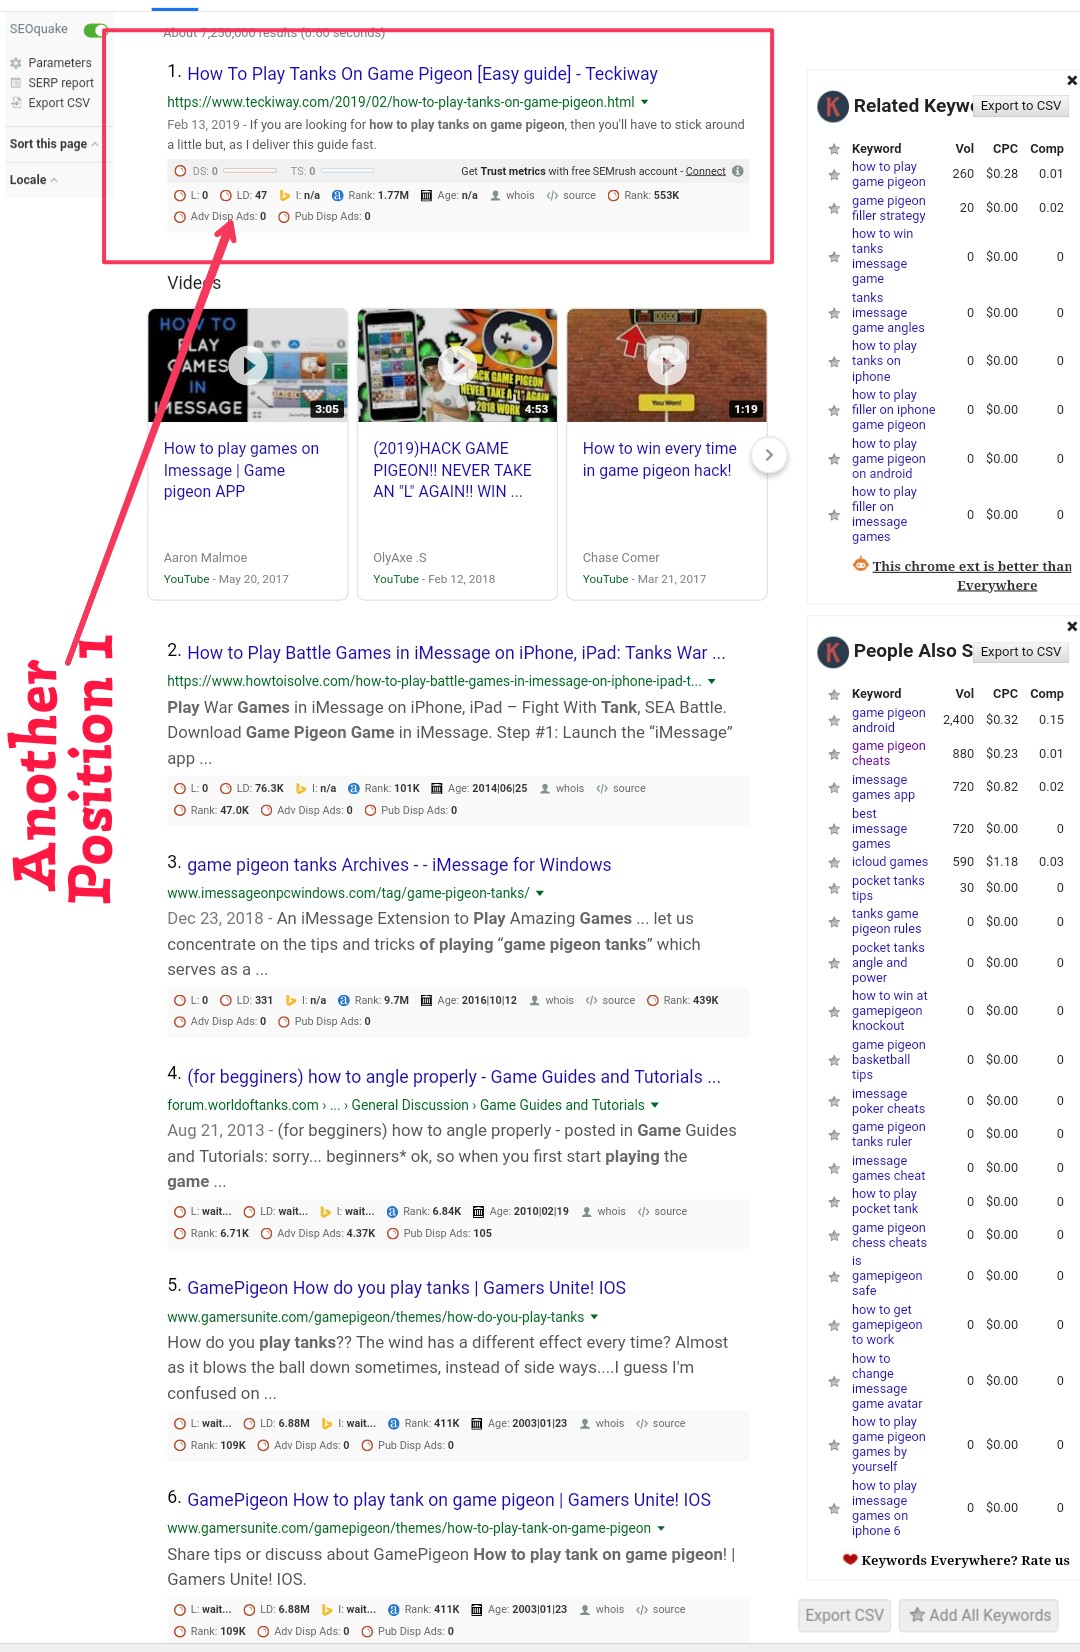 SEOquake
Parameters
SERP report
Export CSV
Sort this page
Locale
About 7,250,000 results (0.60 seconds)
1. How To Play Tanks On Game Pigeon [Easy guide] - Teckiway
https://www.teckiway.com/2019/02/how-to-play-tanks-on-game-pigeon.html
Feb 13, 2019 - If you are looking for how to play tanks on game pigeon, then you'll have to stick around
a little but, as I deliver this guide fast.
DS: 0 TS: 0 Get Trust metrics with free SEMrush account - Connect
L: 0 LD: 47 I: n/a Rank: 1.77M Age: n/a whois source Rank: 553K
Adv Disp Ads: 0 Pub Disp Ads: 0
Another
Position 1
Videos
HOW TO
PLAY
GAMES
IN
IMESSAGE
3:05
HACK GAME PIGEON
NEVER TAKE A "L"
2018 WORK
4:53
You Won!
1:19
How to play games on
Imessage | Game
pigeon APP
Aaron Malmoe
YouTube - May 20, 2017
(2019)HACK GAME
PIGEON!! NEVER TAKE
AN "L" AGAIN!! WIN ...
OlyAxe .S
YouTube - Feb 12, 2018
How to win every time
in game pigeon hack!
Chase Comer
YouTube - Mar 21, 2017
2. How to Play Battle Games in iMessage on iPhone, iPad: Tanks War ...
https://www.howtoisolve.com/how-to-play-battle-games-in-imessage-on-iphone-ipad-t...
Play War Games in iMessage on iPhone, iPad – Fight With Tank, SEA Battle.
Download Game Pigeon Game in iMessage. Step #1: Launch the “iMessage”
app ...
L: 0 LD: 76.3K I: n/a Rank: 101K Age: 2014|06|25 whois source
Rank: 47.0K Adv Disp Ads: 0 Pub Disp Ads: 0
3. game pigeon tanks Archives - - iMessage for Windows
www.imessageonpcwindows.com/tag/game-pigeon-tanks/
Dec 23, 2018 - An iMessage Extension to Play Amazing Games ... let us
concentrate on the tips and tricks of playing “game pigeon tanks” which
serves as a ...
L: 0 LD: 331 I: n/a Rank: 9.7M Age: 2016|10|12 whois source Rank: 439K
Adv Disp Ads: 0 Pub Disp Ads: 0
4. (for begginers) how to angle properly - Game Guides and Tutorials ...
forum.worldoftanks.com › ... › General Discussion › Game Guides and Tutorials
Aug 21, 2013 - (for begginers) how to angle properly - posted in Game Guides
and Tutorials: sorry... beginners* ok, so when you first start playing the
game ...
L: wait... LD: wait... I: wait... Rank: 6.84K Age: 2010|02|19 whois source
Rank: 6.71K Adv Disp Ads: 4.37K Pub Disp Ads: 105
5. GamePigeon How do you play tanks | Gamers Unite! IOS
www.gamersunite.com/gamepigeon/themes/how-do-you-play-tanks
How do you play tanks?? The wind has a different effect every time? Almost
as it blows the ball down sometimes, instead of side ways....I guess I'm
confused on ...
L: wait... LD: 6.88M I: wait... Rank: 411K Age: 2003|01|23 whois source
Rank: 109K Adv Disp Ads: 0 Pub Disp Ads: 0
6. GamePigeon How to play tank on game pigeon | Gamers Unite! IOS
www.gamersunite.com/gamepigeon/themes/how-to-play-tank-on-game-pigeon
Share tips or discuss about GamePigeon How to play tank on game pigeon! |
Gamers Unite! IOS.
L: wait... LD: 6.88M I: wait... Rank: 411K Age: 2003|01|23 whois source
Rank: 109K Adv Disp Ads: 0 Pub Disp Ads: 0
K Related Keyw Export to CSV
Keyword Vol CPC Comp
how to play
game pigeon 260 $0.28 0.01
game pigeon
filler strategy 20 $0.00 0.02
how to win
tanks
imessage
game 0 $0.00 0
tanks
imessage
game angles 0 $0.00 0
how to play
tanks on
iphone 0 $0.00 0
how to play
filler on iphone
game pigeon 0 $0.00 0
how to play
game pigeon
on android 0 $0.00 0
how to play
filler on
imessage
games 0 $0.00 0
This chrome ext is better than
Everywhere
K People Also S Export to CSV
Keyword Vol CPC Comp
game pigeon
android 2,400 $0.32 0.15
game pigeon
cheats 880 $0.23 0.01
imessage
games app 720 $0.82 0.02
best
imessage
games 720 $0.00 0
icloud games 590 $1.18 0.03
pocket tanks
tips 30 $0.00 0
tanks game
pigeon rules 0 $0.00 0
pocket tanks
angle and
power 0 $0.00 0
how to win at
gamepigeon
knockout 0 $0.00 0
game pigeon
basketball
tips 0 $0.00 0
imessage
poker cheats 0 $0.00 0
game pigeon
tanks ruler 0 $0.00 0
imessage
games cheat 0 $0.00 0
how to play
pocket tank 0 $0.00 0
game pigeon
chess cheats 0 $0.00 0
is
gamepigeon
safe 0 $0.00 0
how to get
gamepigeon
to work 0 $0.00 0
how to
change
imessage
game avatar 0 $0.00 0
how to play
game pigeon
games by
yourself 0 $0.00 0
how to play
imessage
games on
iphone 6 0 $0.00 0
Keywords Everywhere? Rate us
Export CSV
Add All Keywords